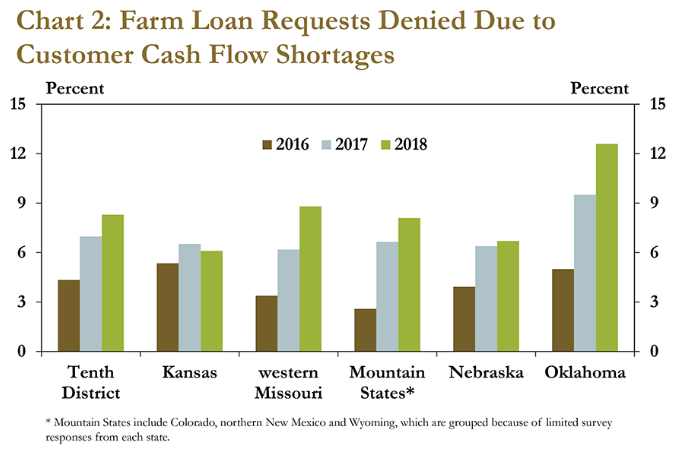 Chart 2: Farm Loan Requests Denied Due to
Customer Cash Flow Shortages
Percent Percent
15 15
2016 2017 2018
12 12
9 9
6 6
3 3
0 0
Tenth District
Kansas
western Missouri
Mountain States*
Nebraska
Oklahoma
* Mountain States include Colorado, northern New Mexico and Wyoming, which are grouped because of limited survey
responses from each state.